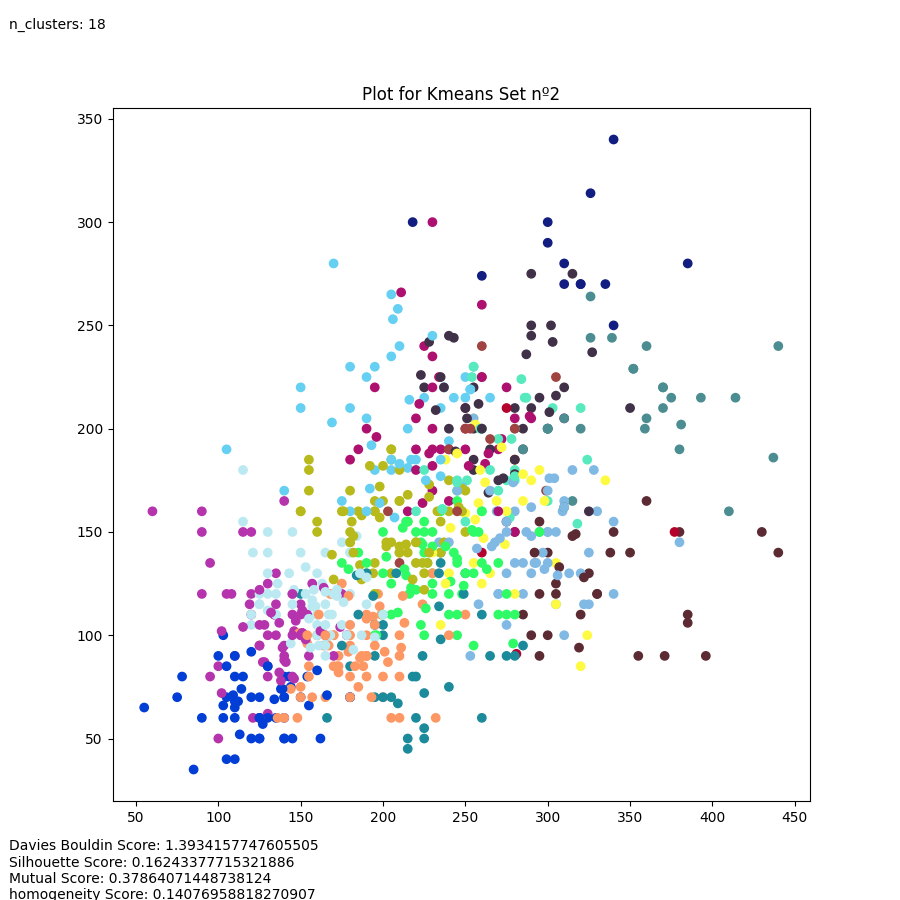 n_clusters: 18
Plot for Kmeans Set nº2
350
300
250
200
150
100
50
50 100 150 200 250 300 350 400 450
Davies Bouldin Score: 1.3934157747605505
Silhouette Score: 0.16243377715321886
Mutual Score: 0.37864071448738124
homogeneity Score: 0.14076958818270907